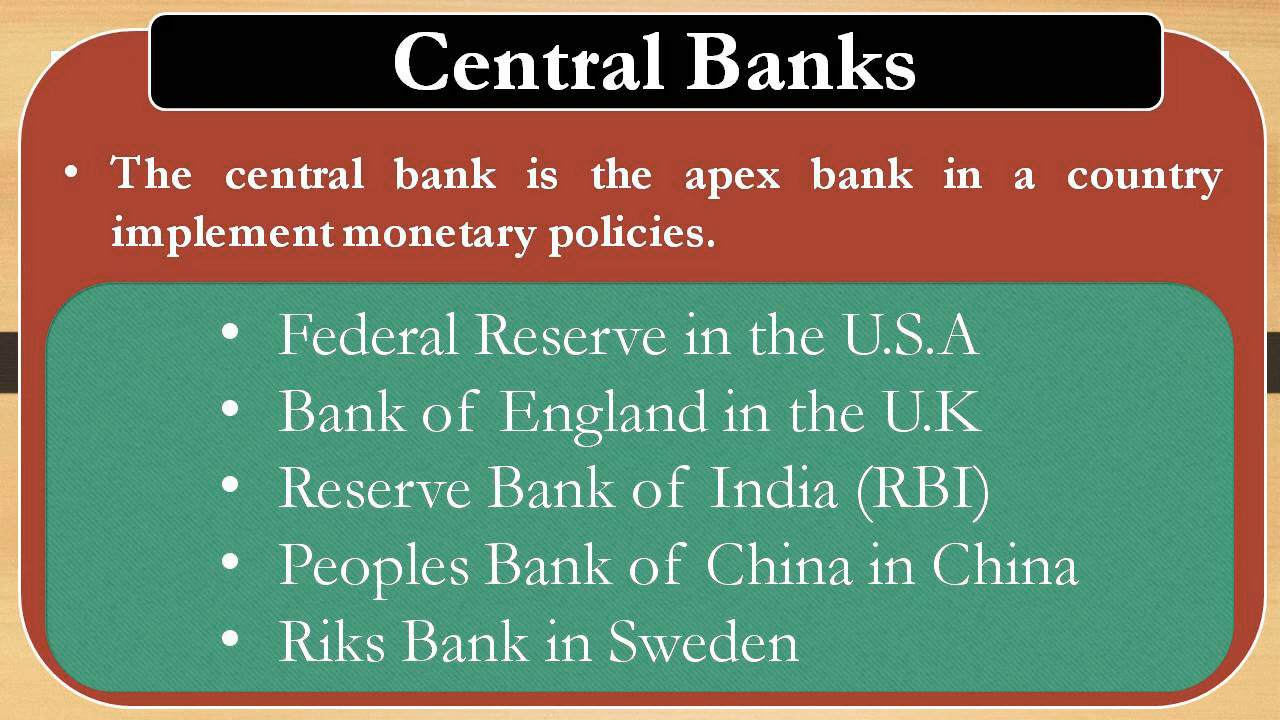 Central Banks
• The central bank is the apex bank in a country
implement monetary policies.
• Federal Reserve in the U.S.A
• Bank of England in the U.K
• Reserve Bank of India (RBI)
• Peoples Bank of China in China
• Riks Bank in Sweden